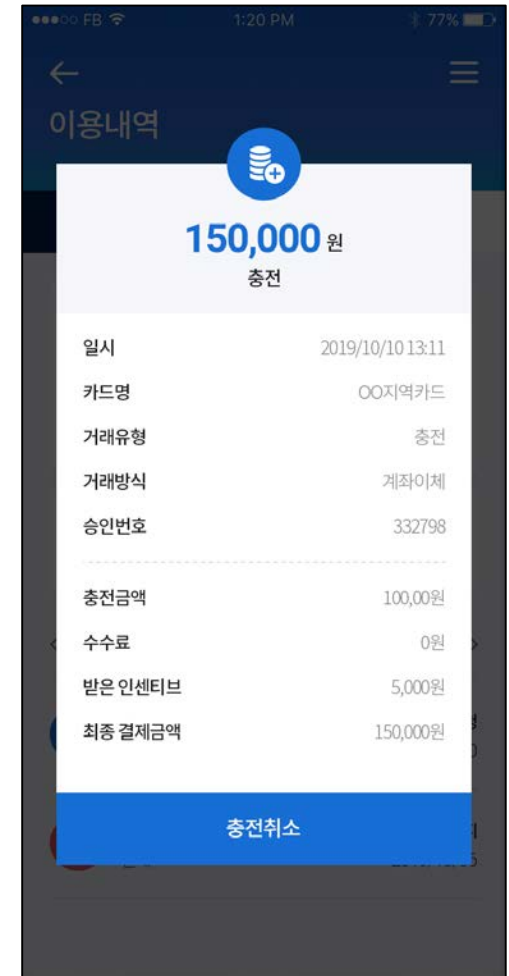 FB 1:20 PM 77%
이용내역
150,000 원
충전
일시 2019/10/10 13:11
카드명 OO지역카드
거래유형 충전
거래방식 계좌이체
승인번호 332798
충전금액 100,00원
수수료 0원
받은 인센티브 5,000원
최종 결제금액 150,000원
충전취소